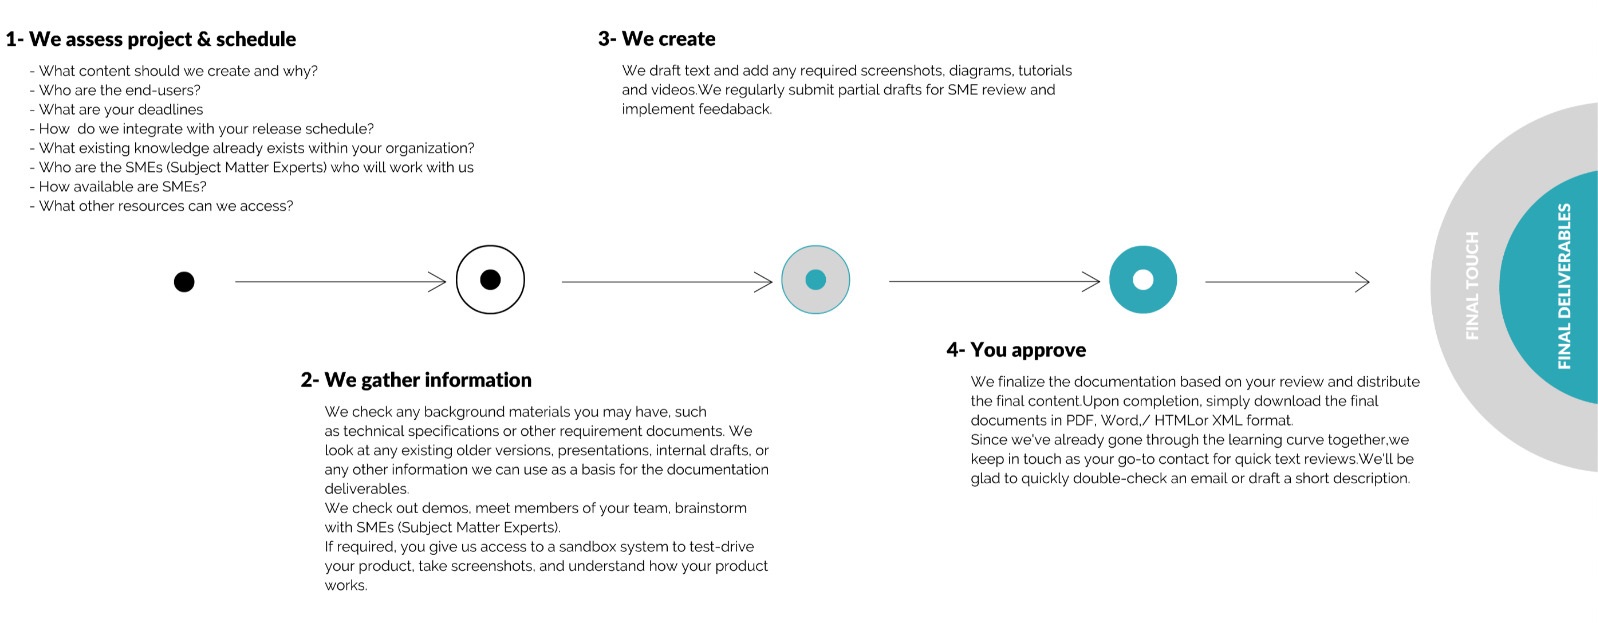 1- We assess project & schedule
- What content should we create and why?
- Who are the end-users?
- What are your deadlines
- How  do we integrate with your release schedule?
- What existing knowledge already exists within your organization?
- Who are the SMEs (Subject Matter Experts) who will work with us
- How available are SMEs?
- What other resources can we access?
2- We gather information
We check any background materials you may have, such
as technical specifications or other requirement documents. We
look at any existing older versions, presentations, internal drafts, or
any other information we can use as a basis for the documentation
deliverables.
We check out demos, meet members of your team, brainstorm
with SMEs (Subject Matter Experts).
If required, you give us access to a sandbox system to test-drive
your product, take screenshots, and understand how your product
works.
3- We create
We draft text and add any required screenshots, diagrams, tutorials
and videos.We regularly submit partial drafts for SME review and
implement feedaback.
4- You approve
We finalize the documentation based on your review and distribute
the final content.Upon completion, simply download the final
documents in PDF, Word,/ HTMLor XML format.
Since we've already gone through the learning curve together,we
keep in touch as your go-to contact for quick text reviews.We'll be
glad to quickly double-check an email or draft a short description.
FINAL TOUCH
FINAL DELIVERABLES